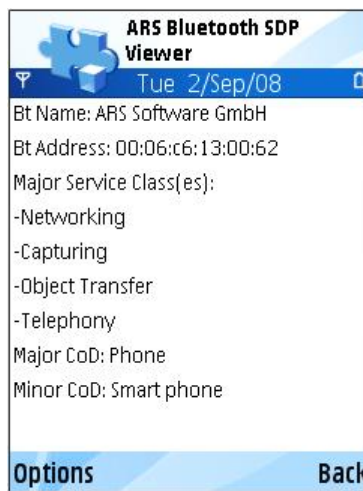 ARS Bluetooth SDP
Viewer
Tue 2/Sep/08
Bt Name: ARS Software GmbH
Bt Address: 00:06:c6:13:00:62
Major Service Class(es):
-Networking
-Capturing
-Object Transfer
-Telephony
Major CoD: Phone
Minor CoD: Smart phone
Options Back